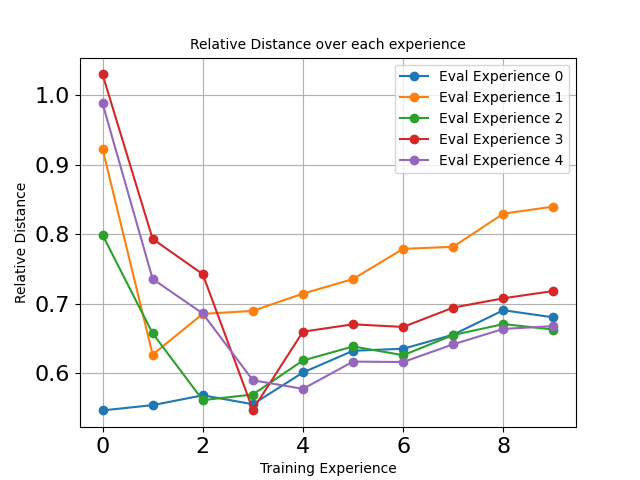 Relative Distance over each experience
Eval Experience 0
Eval Experience 1
Eval Experience 2
Eval Experience 3
Eval Experience 4
Relative Distance
1.0
0.9
0.8
0.7
0.6
0 2 4 6 8
Training Experience